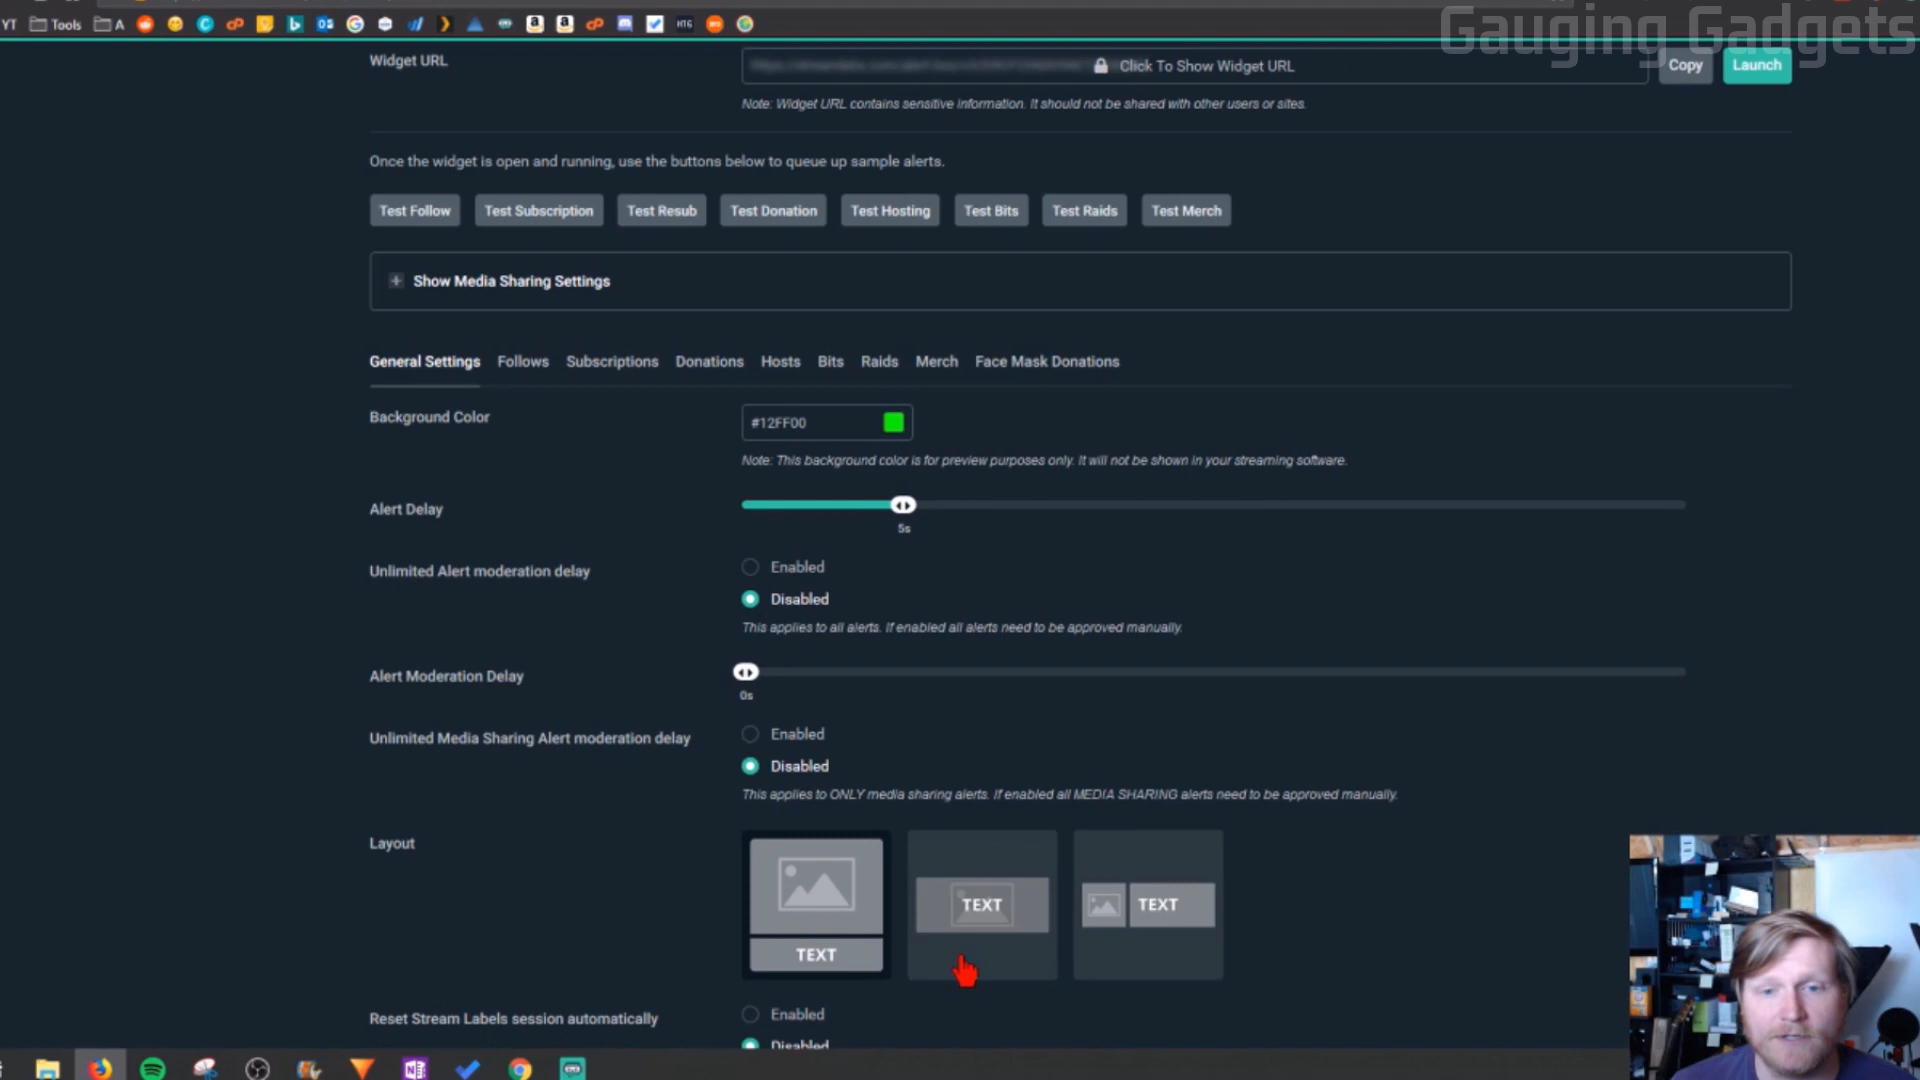 YT Tools A
Gauging Gadgets
Widget URL
Click To Show Widget URL
Copy
Launch
Note: Widget URL contains sensitive information. It should not be shared with other users or sites.
Once the widget is open and running, use the buttons below to queue up sample alerts.
Test Follow Test Subscription Test Resub Test Donation Test Hosting Test Bits Test Raids Test Merch
+ Show Media Sharing Settings
General Settings Follows Subscriptions Donations Hosts Bits Raids Merch Face Mask Donations
Background Color
#12FF00
Note: This background color is for preview purposes only. It will not be shown in your streaming software.
Alert Delay
5s
Unlimited Alert moderation delay
Enabled
Disabled
This applies to all alerts. If enabled all alerts need to be approved manually.
Alert Moderation Delay
0s
Unlimited Media Sharing Alert moderation delay
Enabled
Disabled
This applies to ONLY media sharing alerts. If enabled all MEDIA SHARING alerts need to be approved manually.
Layout
TEXT
TEXT
TEXT
Reset Stream Labels session automatically
Enabled
Disabled